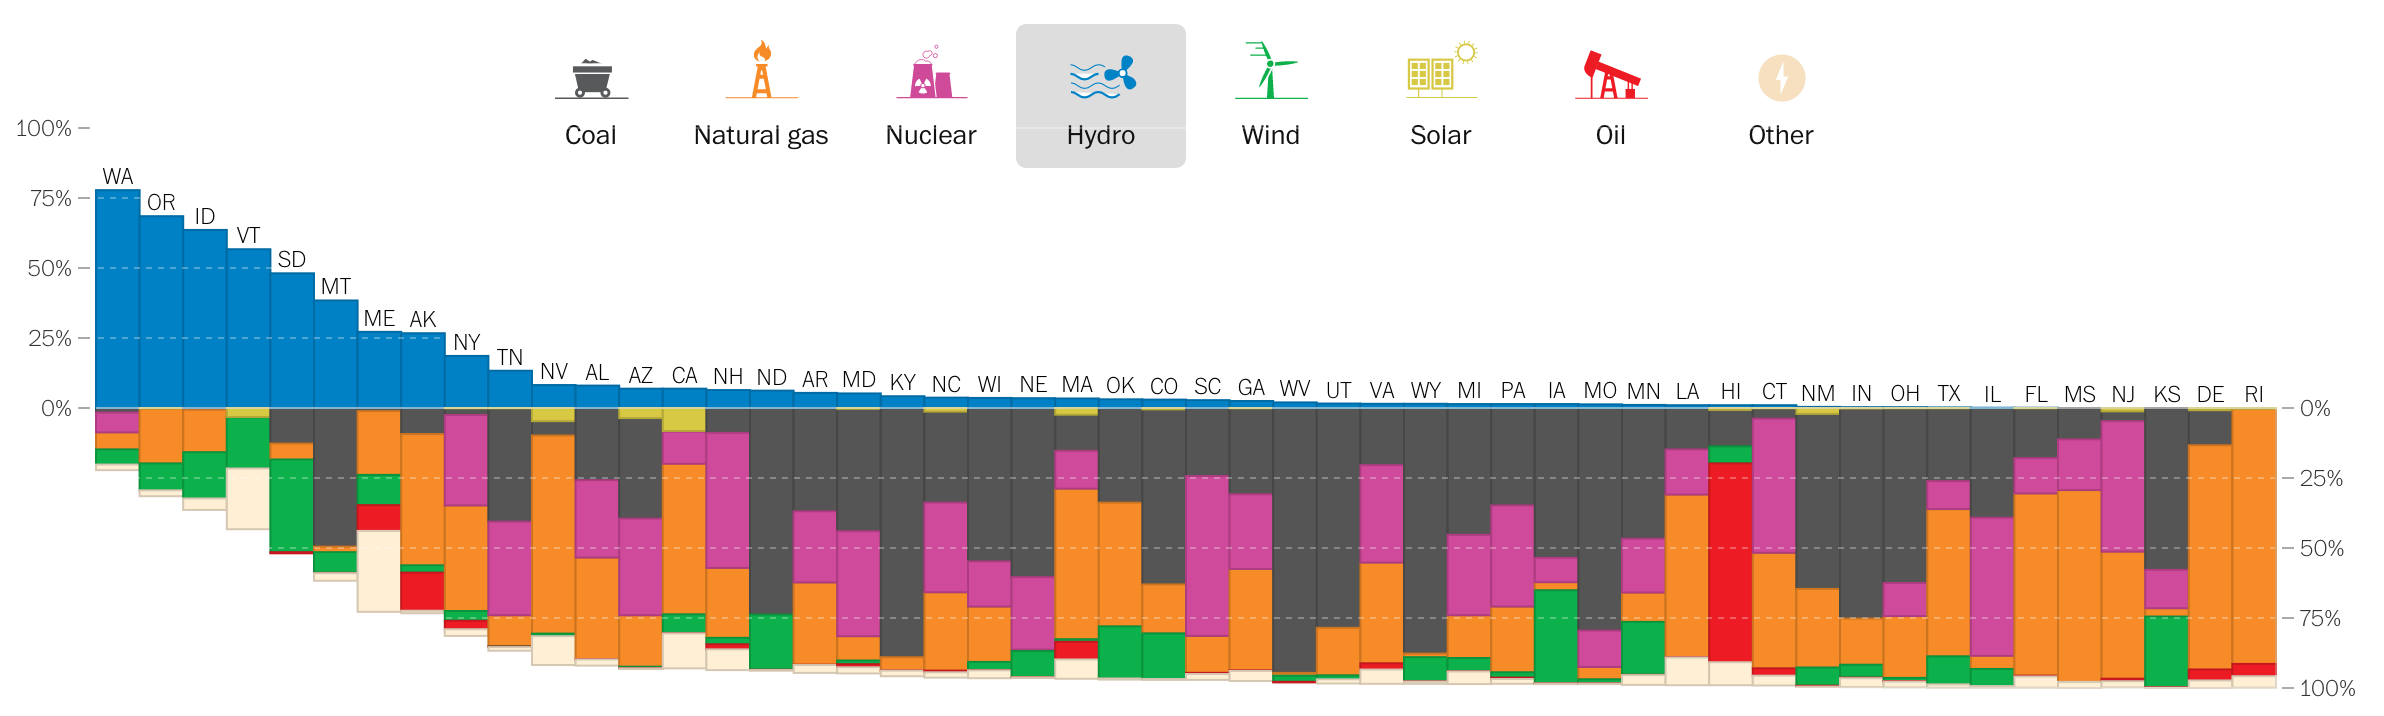 Coal Natural gas Nuclear Hydro Wind Solar Oil Other
100%
WA
75%
OR
ID
VT
50%
SD
MT
ME AK
25%
NY
TN
NV AL AZ CA NH ND AR MD KY NC WI NE MA OK CO SC GA WV UT VA WY MI PA IA MO MN LA HI CT NM IN OH TX IL FL MS NJ KS DE RI
0% 0%
25%
50%
75%
100%